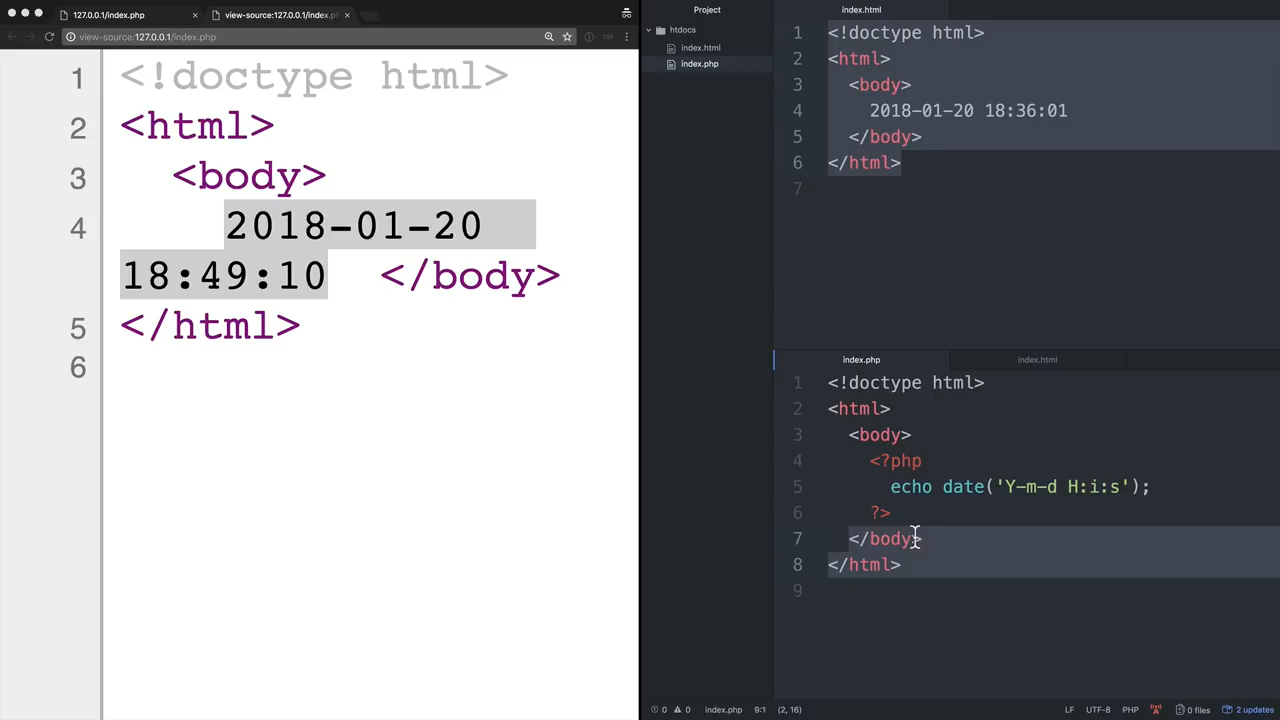 127.0.0.1/index.php
view-source:127.0.0.1/index.ph
view-source:127.0.0.1/index.php
1 <!doctype html>
2 <html>
3 <body>
4 2018-01-20
18:49:10 </body>
5 </html>
6
Project
htdocs
index.html
index.php
index.html
1 <!doctype html>
2 <html>
3 <body>
4 2018-01-20 18:36:01
5 </body>
6 </html>
7
index.php index.html
1 <!doctype html>
2 <html>
3 <body>
4 <?php
5 echo date('Y-m-d H:i:s');
6 ?>
7 </body>
8 </html>
9
0 0 index.php 9:1 (2, 16) LF UTF-8 PHP 0 files 2 updates